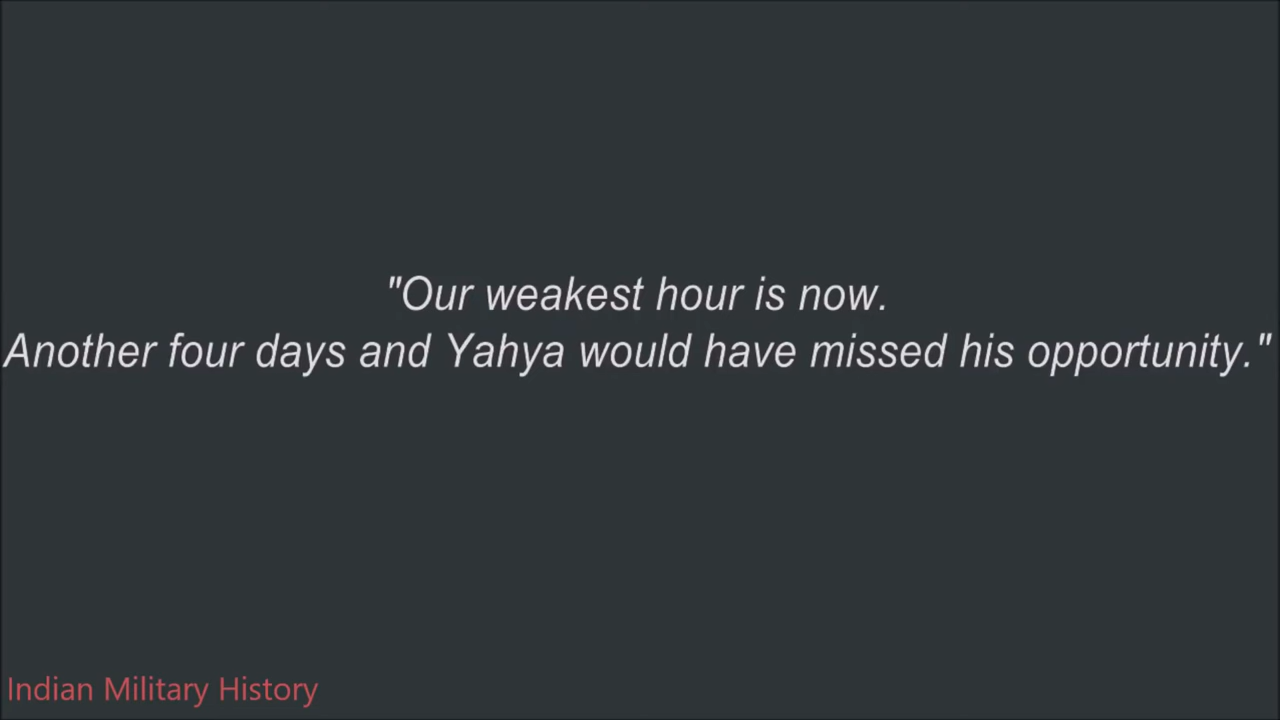 "Our weakest hour is now.
Another four days and Yahya would have missed his opportunity."
Indian Military History